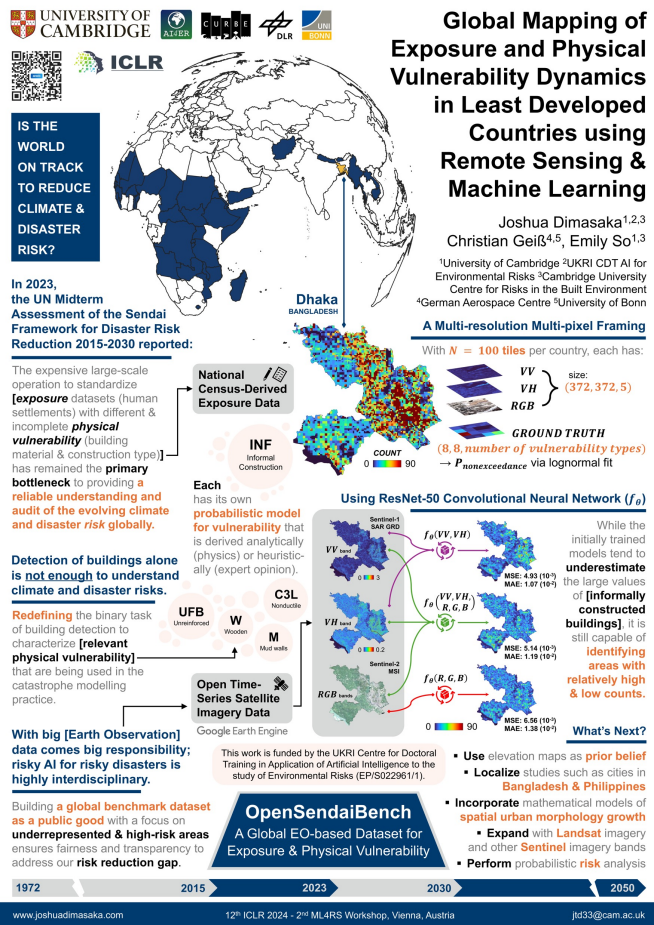 UNIVERSITY OF
CAMBRIDGE
AI4ER
CURBE
DLR
UNI
BONN
ICLR
Global Mapping of
Exposure and Physical
Vulnerability Dynamics
in Least Developed
Countries using
Remote Sensing &
Machine Learning
Joshua Dimasaka1,2,3
Christian Geiß4,5, Emily So1,3
1University of Cambridge 2UKRI CDT AI for
Environmental Risks 3Cambridge University
Centre for Risks in the Built Environment
4German Aerospace Centre 5University of Bonn
IS THE
WORLD
ON TRACK
TO REDUCE
CLIMATE &
DISASTER
RISK?
In 2023,
the UN Midterm
Assessment of the Sendai
Framework for Disaster Risk
Reduction 2015-2030 reported:
The expensive large-scale
operation to standardize
[exposure datasets (human
settlements) with different &
incomplete physical
vulnerability (building
material & construction type)]
has remained the primary
bottleneck to providing a
reliable understanding and
audit of the evolving climate
and disaster risk globally.
Detection of buildings alone
is not enough to understand
climate and disaster risks.
Redefining the binary task
of building detection to
characterize [relevant
physical vulnerability]
that are being used in the
catastrophe modelling
practice.
With big [Earth Observation]
data comes big responsibility;
risky AI for risky disasters is
highly interdisciplinary.
Building a global benchmark dataset
as a public good with a focus on
underrepresented & high-risk areas
ensures fairness and transparency to
address our risk reduction gap.
Dhaka
BANGLADESH
National
Census-Derived
Exposure Data
COUNT
0
90
INF
Informal
Construction
Each
has its own
probabilistic model
for vulnerability that
is derived analytically
(physics) or heuristic-
ally (expert opinion).
C3L
Nonductile
UFB
Unreinforced
W
Wooden
M
Mud walls
Open Time-
Series Satellite
Imagery Data
Google Earth Engine
A Multi-resolution Multi-pixel Framing
With N = 100 tiles per country, each has:
VV
VH
RGB
size:
(372, 372, 5)
GROUND TRUTH
(8, 8, number of vulnerability types)
→ Pnonexceedance via lognormal fit
Using ResNet-50 Convolutional Neural Network (fθ)
Sentinel-1
SAR GRD
VV band
0
3
VH band
0
0.2
Sentinel-2
MSI
RGB bands
fθ(VV, VH)
fθ(VV, VH,
R, G, B)
fθ(R, G, B)
MSE: 4.93 (10-3)
MAE: 1.07 (10-2)
MSE: 5.14 (10-3)
MAE: 1.19 (10-2)
MSE: 6.56 (10-3)
MAE: 1.38 (10-2)
0
90
While the
initially trained
models tend to
underestimate
the large values
of [informally
constructed
buildings], it is
still capable of
identifying
areas with
relatively high
& low counts.
What's Next?
▪ Use elevation maps as prior belief
▪ Localize studies such as cities in
Bangladesh & Philippines
▪ Incorporate mathematical models of
spatial urban morphology growth
▪ Expand with Landsat imagery
and other Sentinel imagery bands
▪ Perform probabilistic risk analysis
This work is funded by the UKRI Centre for Doctoral
Training in Application of Artificial Intelligence to the
study of Environmental Risks (EP/S022961/1).
OpenSendaiBench
A Global EO-based Dataset for
Exposure & Physical Vulnerability
1972
2015
2023
2030
2050
www.joshuadimasaka.com
12th ICLR 2024 - 2nd ML4RS Workshop, Vienna, Austria
jtd33@cam.ac.uk